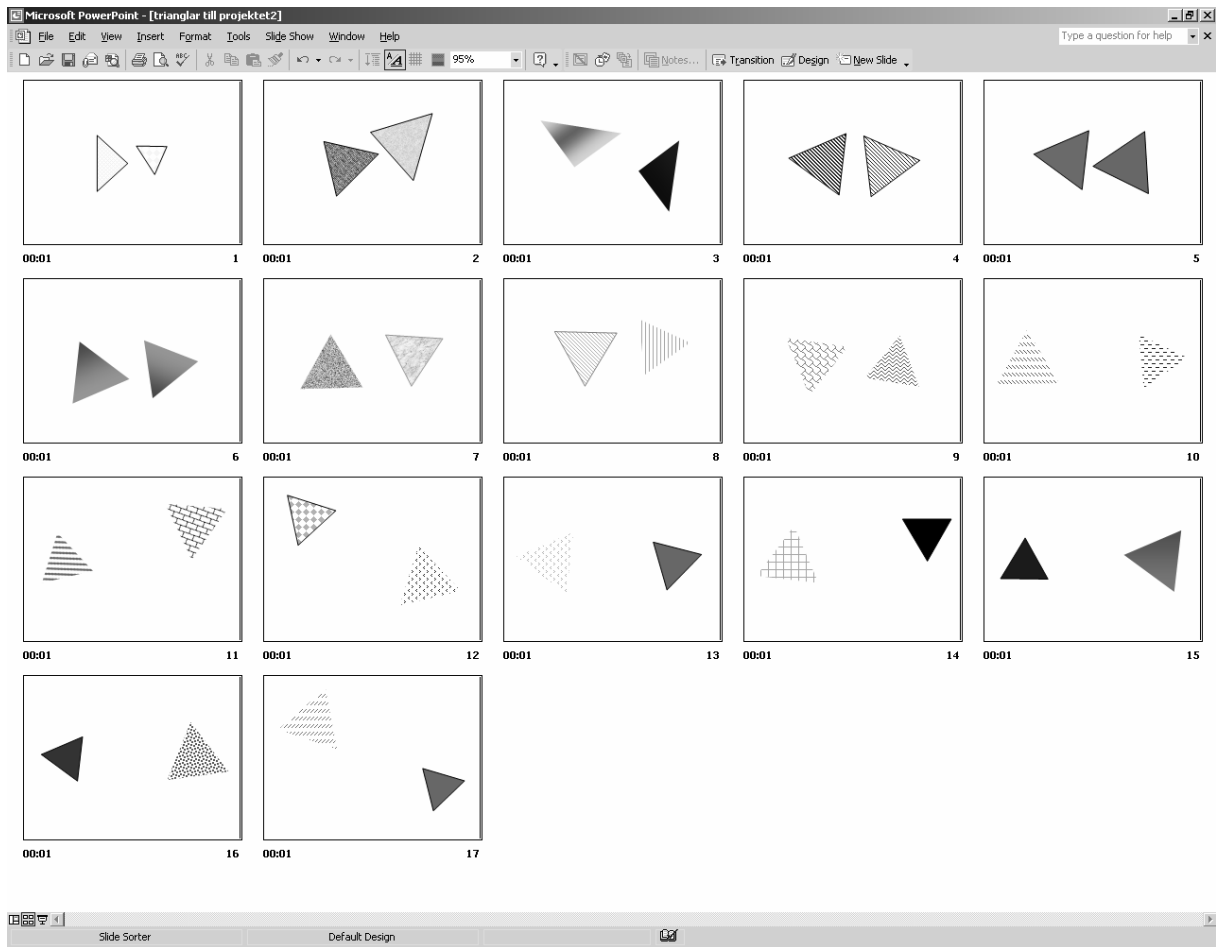 Microsoft PowerPoint - [trianglar till projektet2]
File Edit View Insert Format Tools Slide Show Window Help Type a question for help
95% Notes... Transition Design New Slide
00:01 1 00:01 2 00:01 3 00:01 4 00:01 5
00:01 6 00:01 7 00:01 8 00:01 9 00:01 10
00:01 11 00:01 12 00:01 13 00:01 14 00:01 15
00:01 16 00:01 17
Slide Sorter Default Design